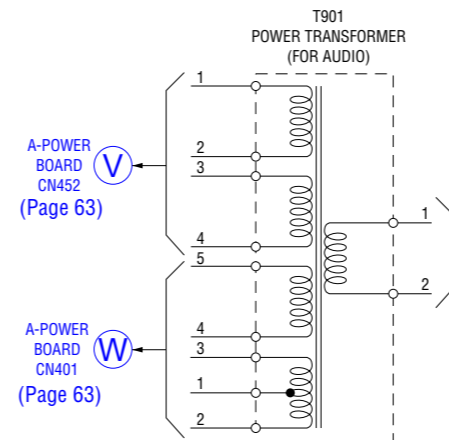 T901
POWER TRANSFORMER
(FOR AUDIO)
1
2
3
4
A-POWER
BOARD
CN452
(Page 63)
V
5
4
3
1
2
A-POWER
BOARD
CN401
(Page 63)
W
1
2